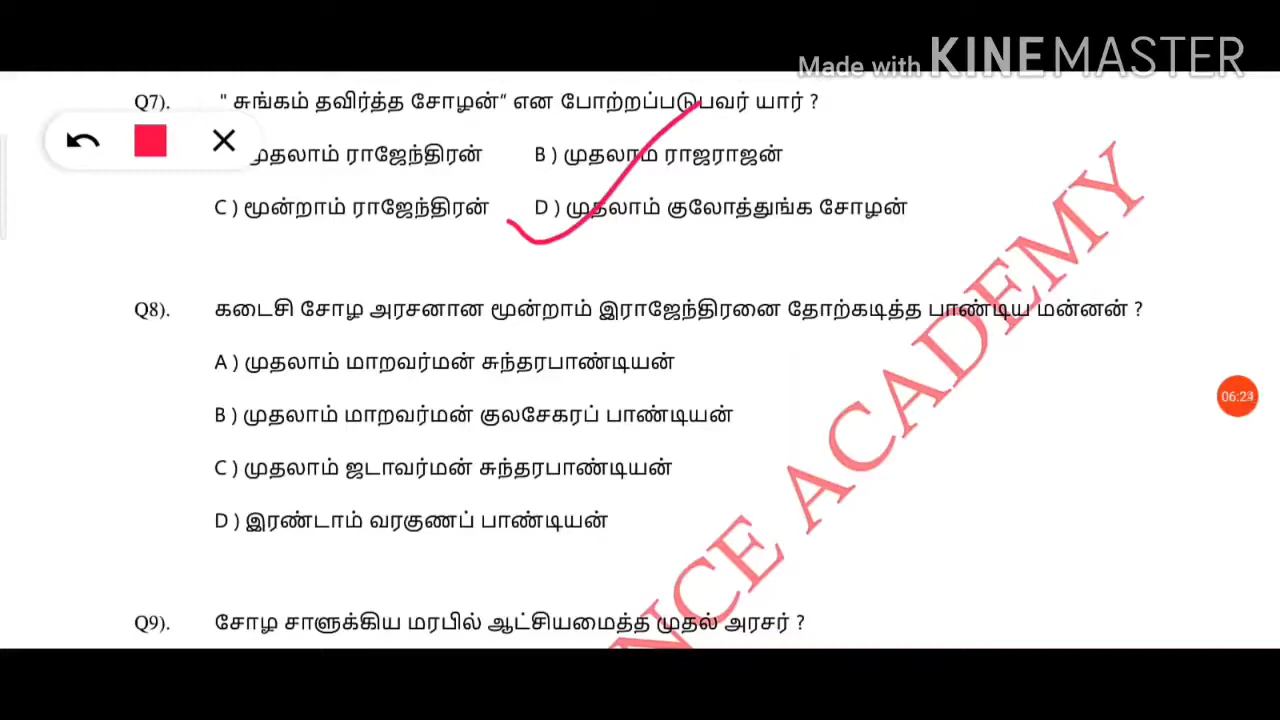 Made with KINEMASTER
Q7). " சுங்கம் தவிர்த்த சோழன்" என போற்றப்படுபவர் யார் ?
முதலாம் ராஜேந்திரன் B ) முதலாம் ராஜராஜன்
C ) மூன்றாம் ராஜேந்திரன் D ) முதலாம் குலோத்துங்க சோழன்
Q8). கடைசி சோழ அரசனான மூன்றாம் இராஜேந்திரனை தோற்கடித்த பாண்டிய மன்னன் ?
A ) முதலாம் மாறவர்மன் சுந்தரபாண்டியன்
06:23
B ) முதலாம் மாறவர்மன் குலசேகரப் பாண்டியன்
C ) முதலாம் ஜடாவர்மன் சுந்தரபாண்டியன்
D ) இரண்டாம் வரகுணப் பாண்டியன்
Q9). சோழ சாளுக்கிய மரபில் ஆட்சியமைத்த முதல் அரசர் ?
NCE ACADEMY